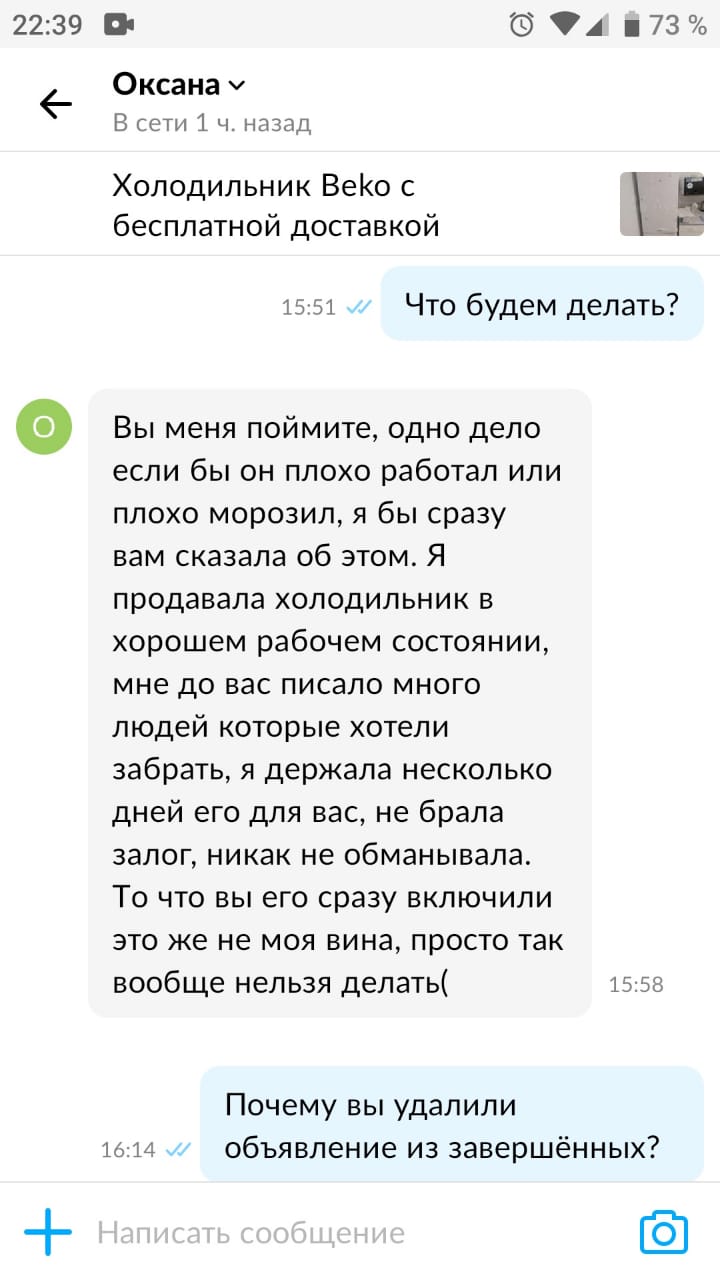 22:39
73 %
Оксана
В сети 1 ч. назад
Холодильник Beko с
бесплатной доставкой
15:51
Что будем делать?
О
Вы меня поймите, одно дело
если бы он плохо работал или
плохо морозил, я бы сразу
вам сказала об этом. Я
продавала холодильник в
хорошем рабочем состоянии,
мне до вас писало много
людей которые хотели
забрать, я держала несколько
дней его для вас, не брала
залог, никак не обманывала.
То что вы его сразу включили
это же не моя вина, просто так
вообще нельзя делать(
15:58
Почему вы удалили
объявление из завершённых?
16:14
Написать сообщение